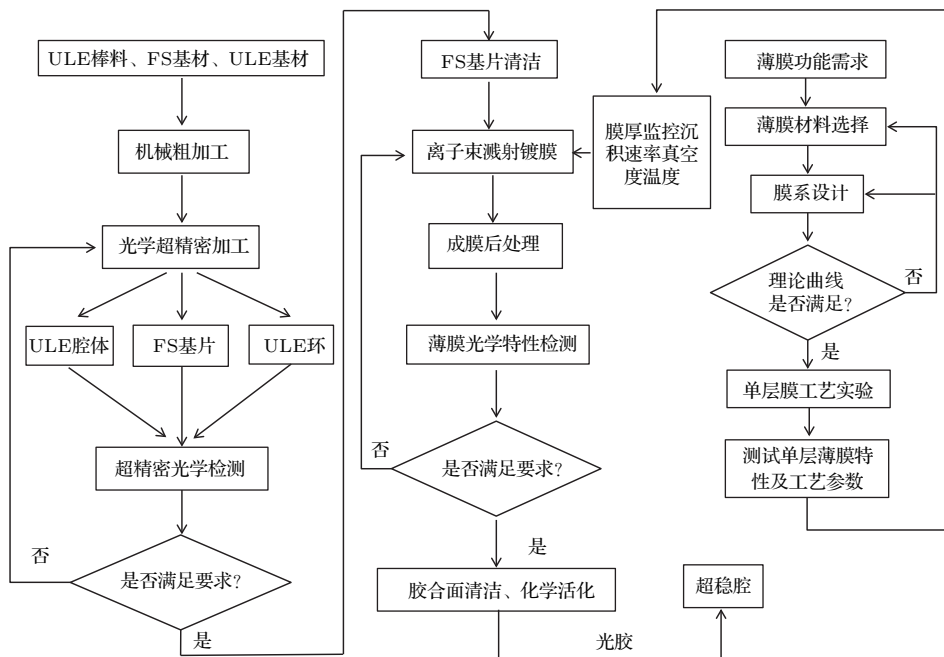 ULE棒料、FS基材、ULE基材
机械粗加工
光学超精密加工
ULE腔体
FS基片
ULE环
超精密光学检测
否
是否满足要求?
是
FS基片清洁
离子束溅射镀膜
成膜后处理
薄膜光学特性检测
否
是否满足要求?
是
胶合面清洁、化学活化
光胶
超稳腔
膜厚监控沉
积速率真空
度温度
薄膜功能需求
薄膜材料选择
膜系设计
理论曲线
是否满足?
否
是
单层膜工艺实验
测试单层薄膜特
性及工艺参数